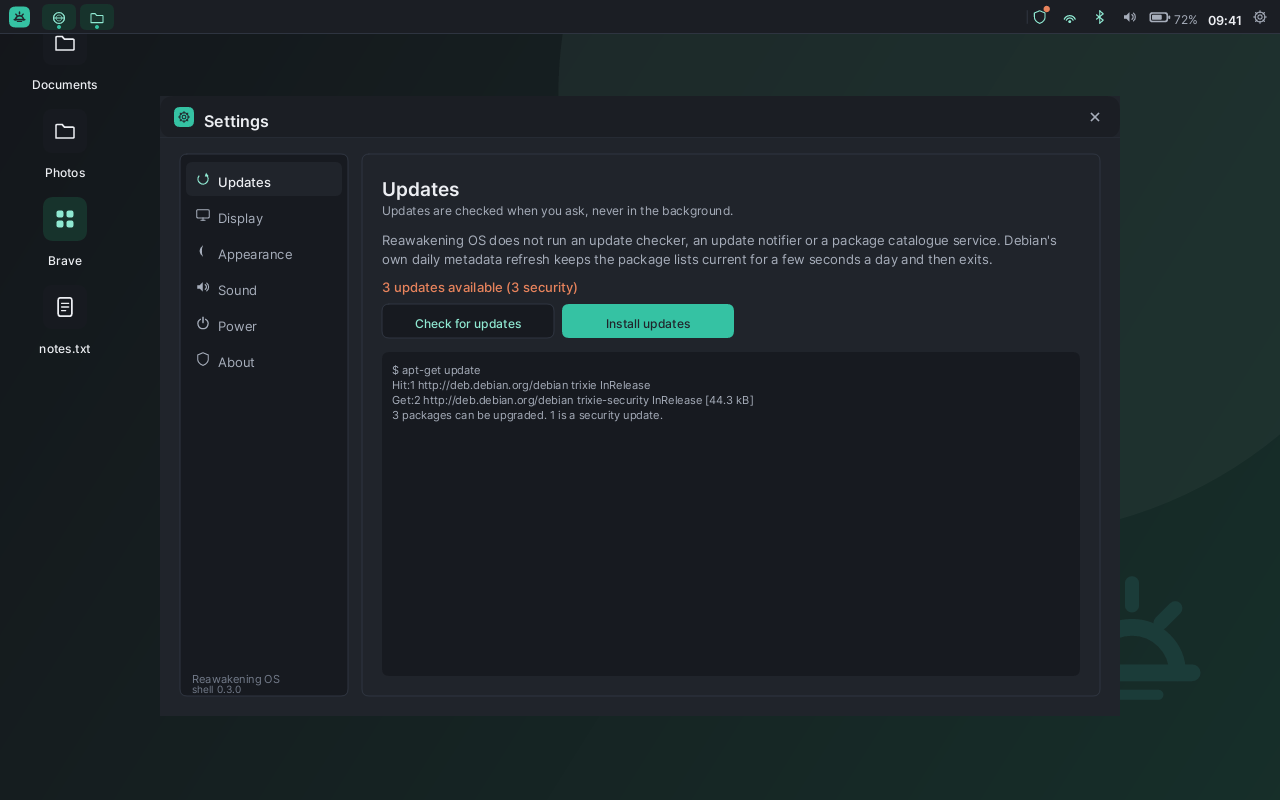 72%
09:41
Documents
Photos
Brave
notes.txt
Settings
Updates
Display
Appearance
Sound
Power
About
Reawakening OS
shell 0.3.0
Updates
Updates are checked when you ask, never in the background.
Reawakening OS does not run an update checker, an update notifier or a package catalogue service. Debian's
own daily metadata refresh keeps the package lists current for a few seconds a day and then exits.
3 updates available (3 security)
Check for updates
Install updates
$ apt-get update
Hit:1 http://deb.debian.org/debian trixie InRelease
Get:2 http://deb.debian.org/debian trixie-security InRelease [44.3 kB]
3 packages can be upgraded. 1 is a security update.